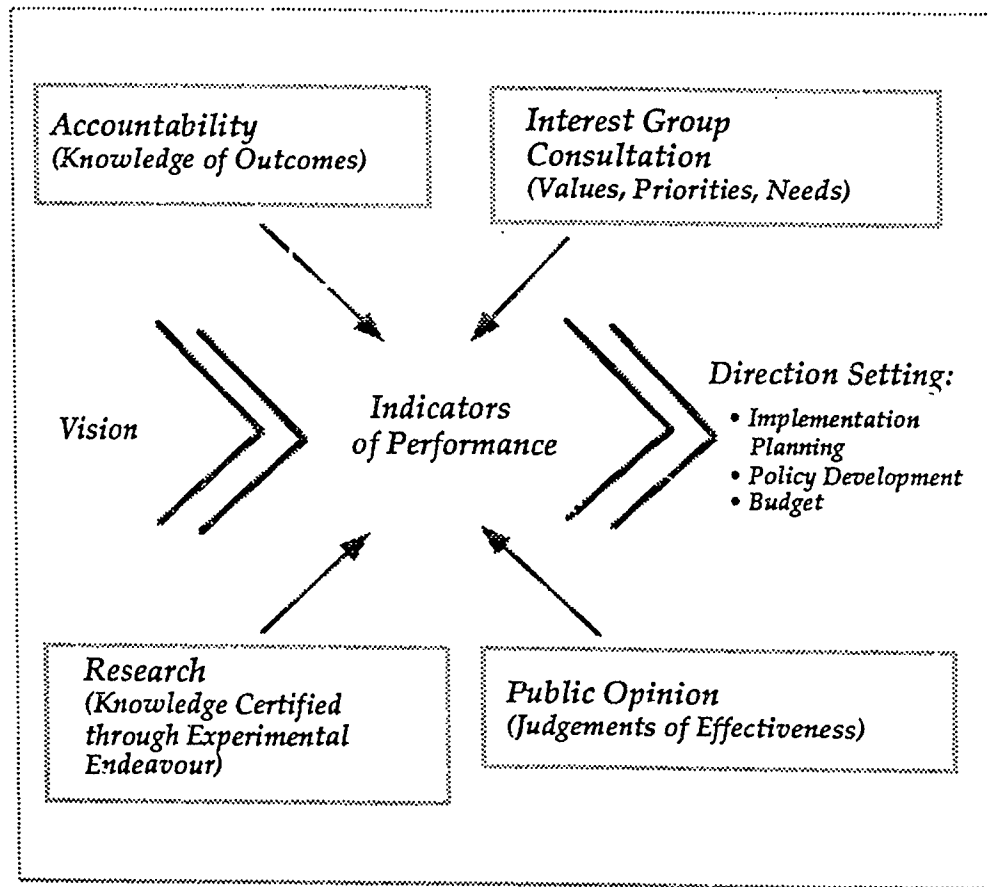 Accountability
(Knowledge of Outcomes)
Interest Group
Consultation
(Values, Priorities, Needs)
Vision
Indicators
of Performance
Direction Setting:
• Implementation
Planning
• Policy Development
• Budget
Research
(Knowledge Certified
through Experimental
Endeavour)
Public Opinion
(Judgements of Effectiveness)